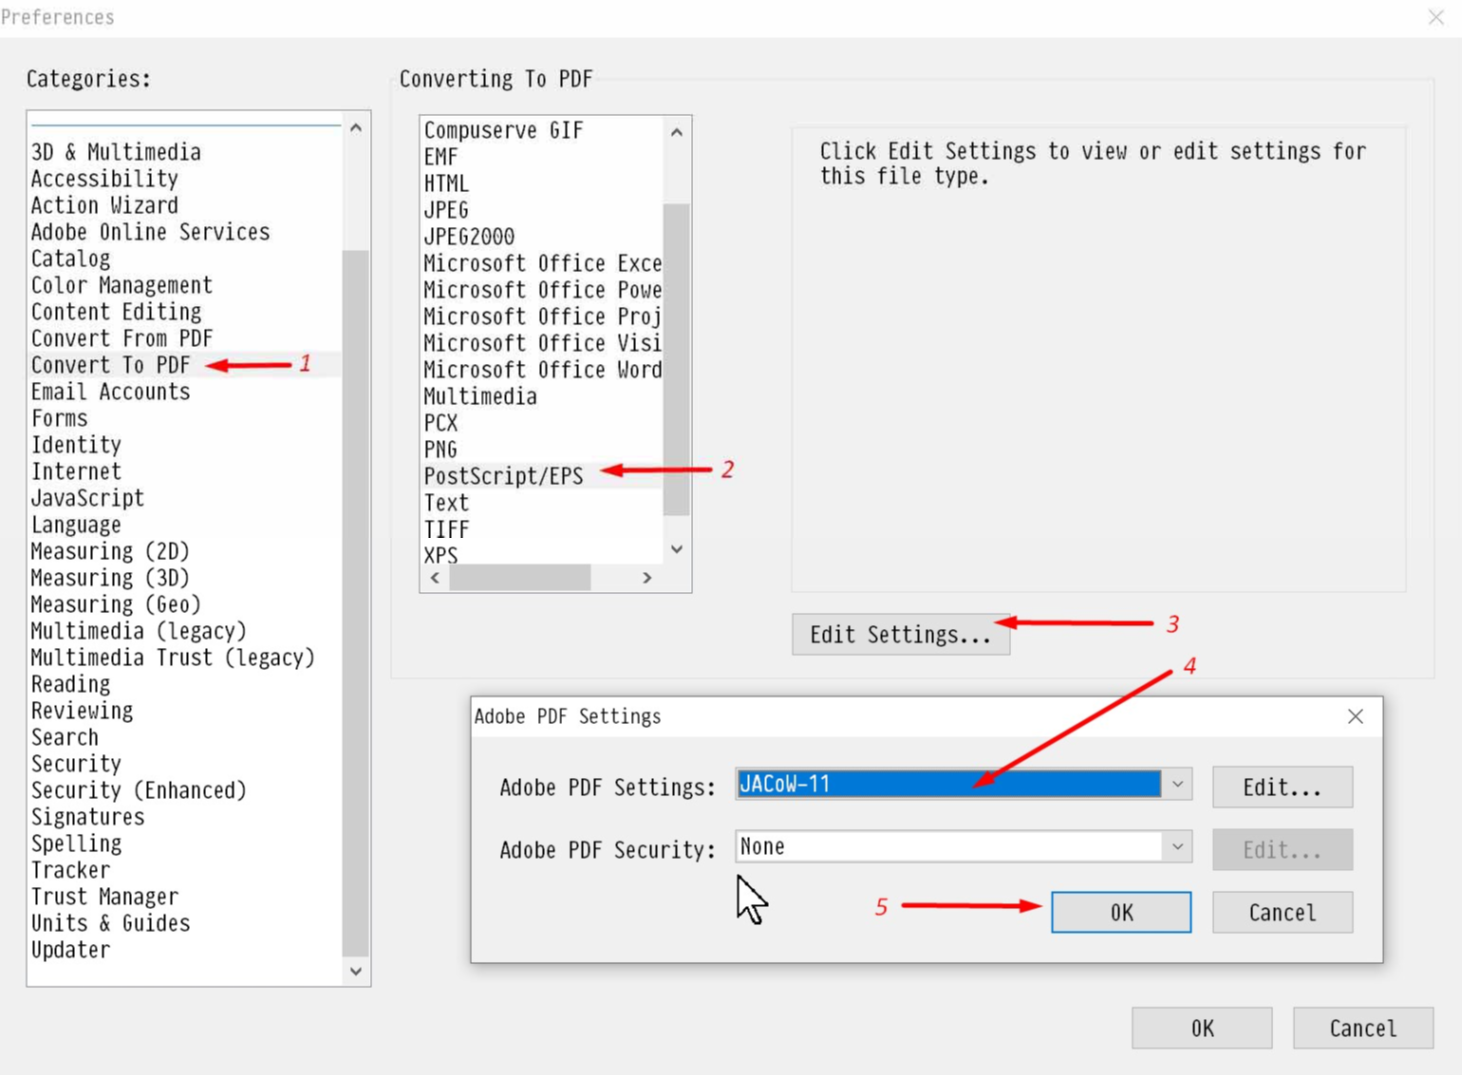 Preferences
Categories:
3D & Multimedia
Accessibility
Action Wizard
Adobe Online Services
Catalog
Color Management
Content Editing
Convert From PDF
Convert To PDF
1
Email Accounts
Forms
Identity
Internet
JavaScript
Language
Measuring (2D)
Measuring (3D)
Measuring (Geo)
Multimedia (legacy)
Multimedia Trust (legacy)
Reading
Reviewing
Search
Security
Security (Enhanced)
Signatures
Spelling
Tracker
Trust Manager
Units & Guides
Updater
Converting To PDF
Compuserve GIF
EMF
HTML
JPEG
JPEG2000
Microsoft Office Exce
Microsoft Office Powe
Microsoft Office Proj
Microsoft Office Visi
Microsoft Office Word
Multimedia
PCX
PNG
PostScript/EPS
2
Text
TIFF
XPS
Click Edit Settings to view or edit settings for
this file type.
Edit Settings...
3
4
Adobe PDF Settings
Adobe PDF Settings: JACoW-11 Edit...
Adobe PDF Security: None Edit...
5 OK Cancel
OK Cancel